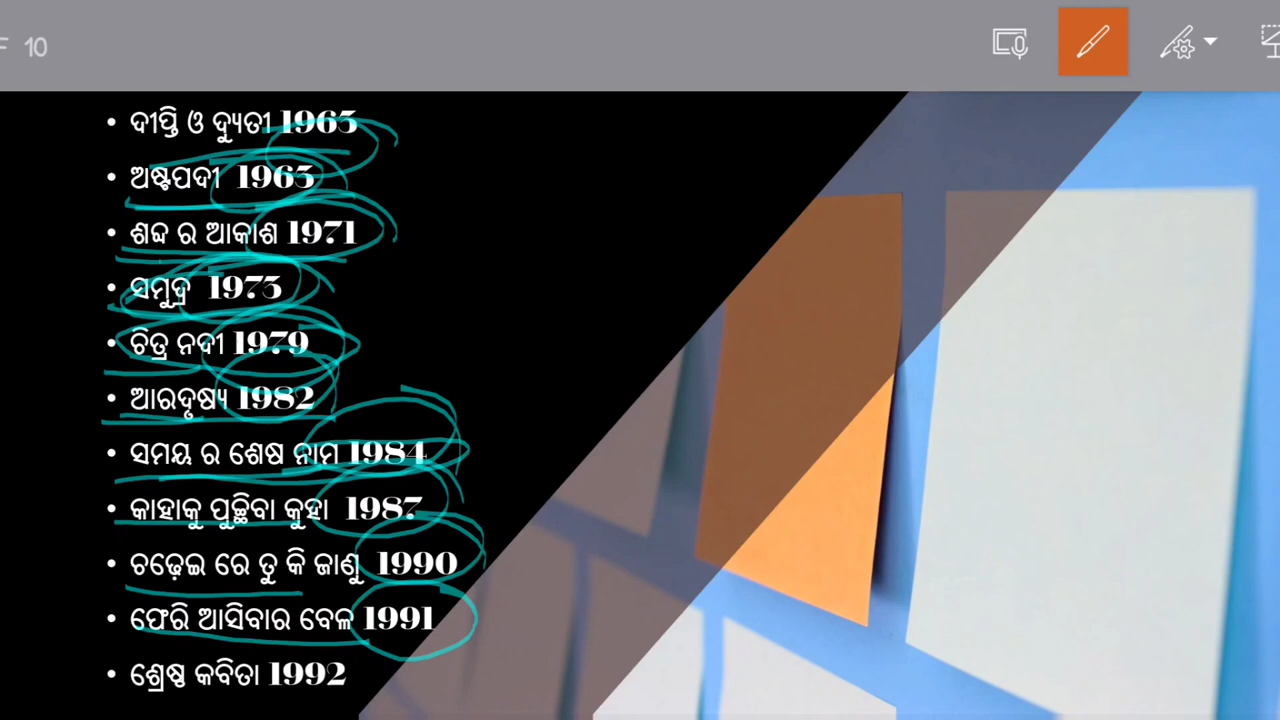 10
• ଦୀପ୍ତି ଓ ଦ୍ୟୁତୀ 1963
• ଅଷ୍ଟପଦୀ 1963
• ଶବ୍ଦ ର ଆକାଶ 1971
• ସମୁଦ୍ର 1973
• ଚିତ୍ର ନଦୀ 1979
• ଆରଦୃଷ୍ୟ 1982
• ସମୟ ର ଶେଷ ନାମ 1984
• କାହାକୁ ପୁଚ୍ଛିବା କୁହା 1987
• ଚଢ଼େଇ ରେ ତୁ କି ଜାଣୁ 1990
• ଫେରି ଆସିବାର ବେଳ 1991
• ଶ୍ରେଷ୍ଠ କବିତା 1992